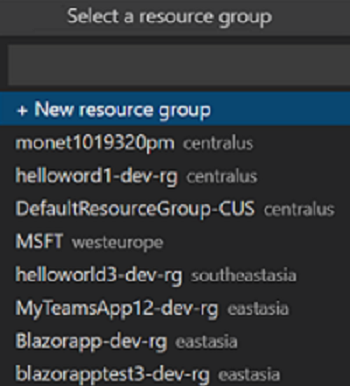 Select a resource group
+ New resource group
monet1019320pm centralus
helloword1-dev-rg centralus
DefaultResourceGroup-CUS centralus
MSFT westeurope
helloworld3-dev-rg southeastasia
MyTeamsApp12-dev-rg eastasia
Blazorapp-dev-rg eastasia
blazorapptest3-dev-rg eastasia